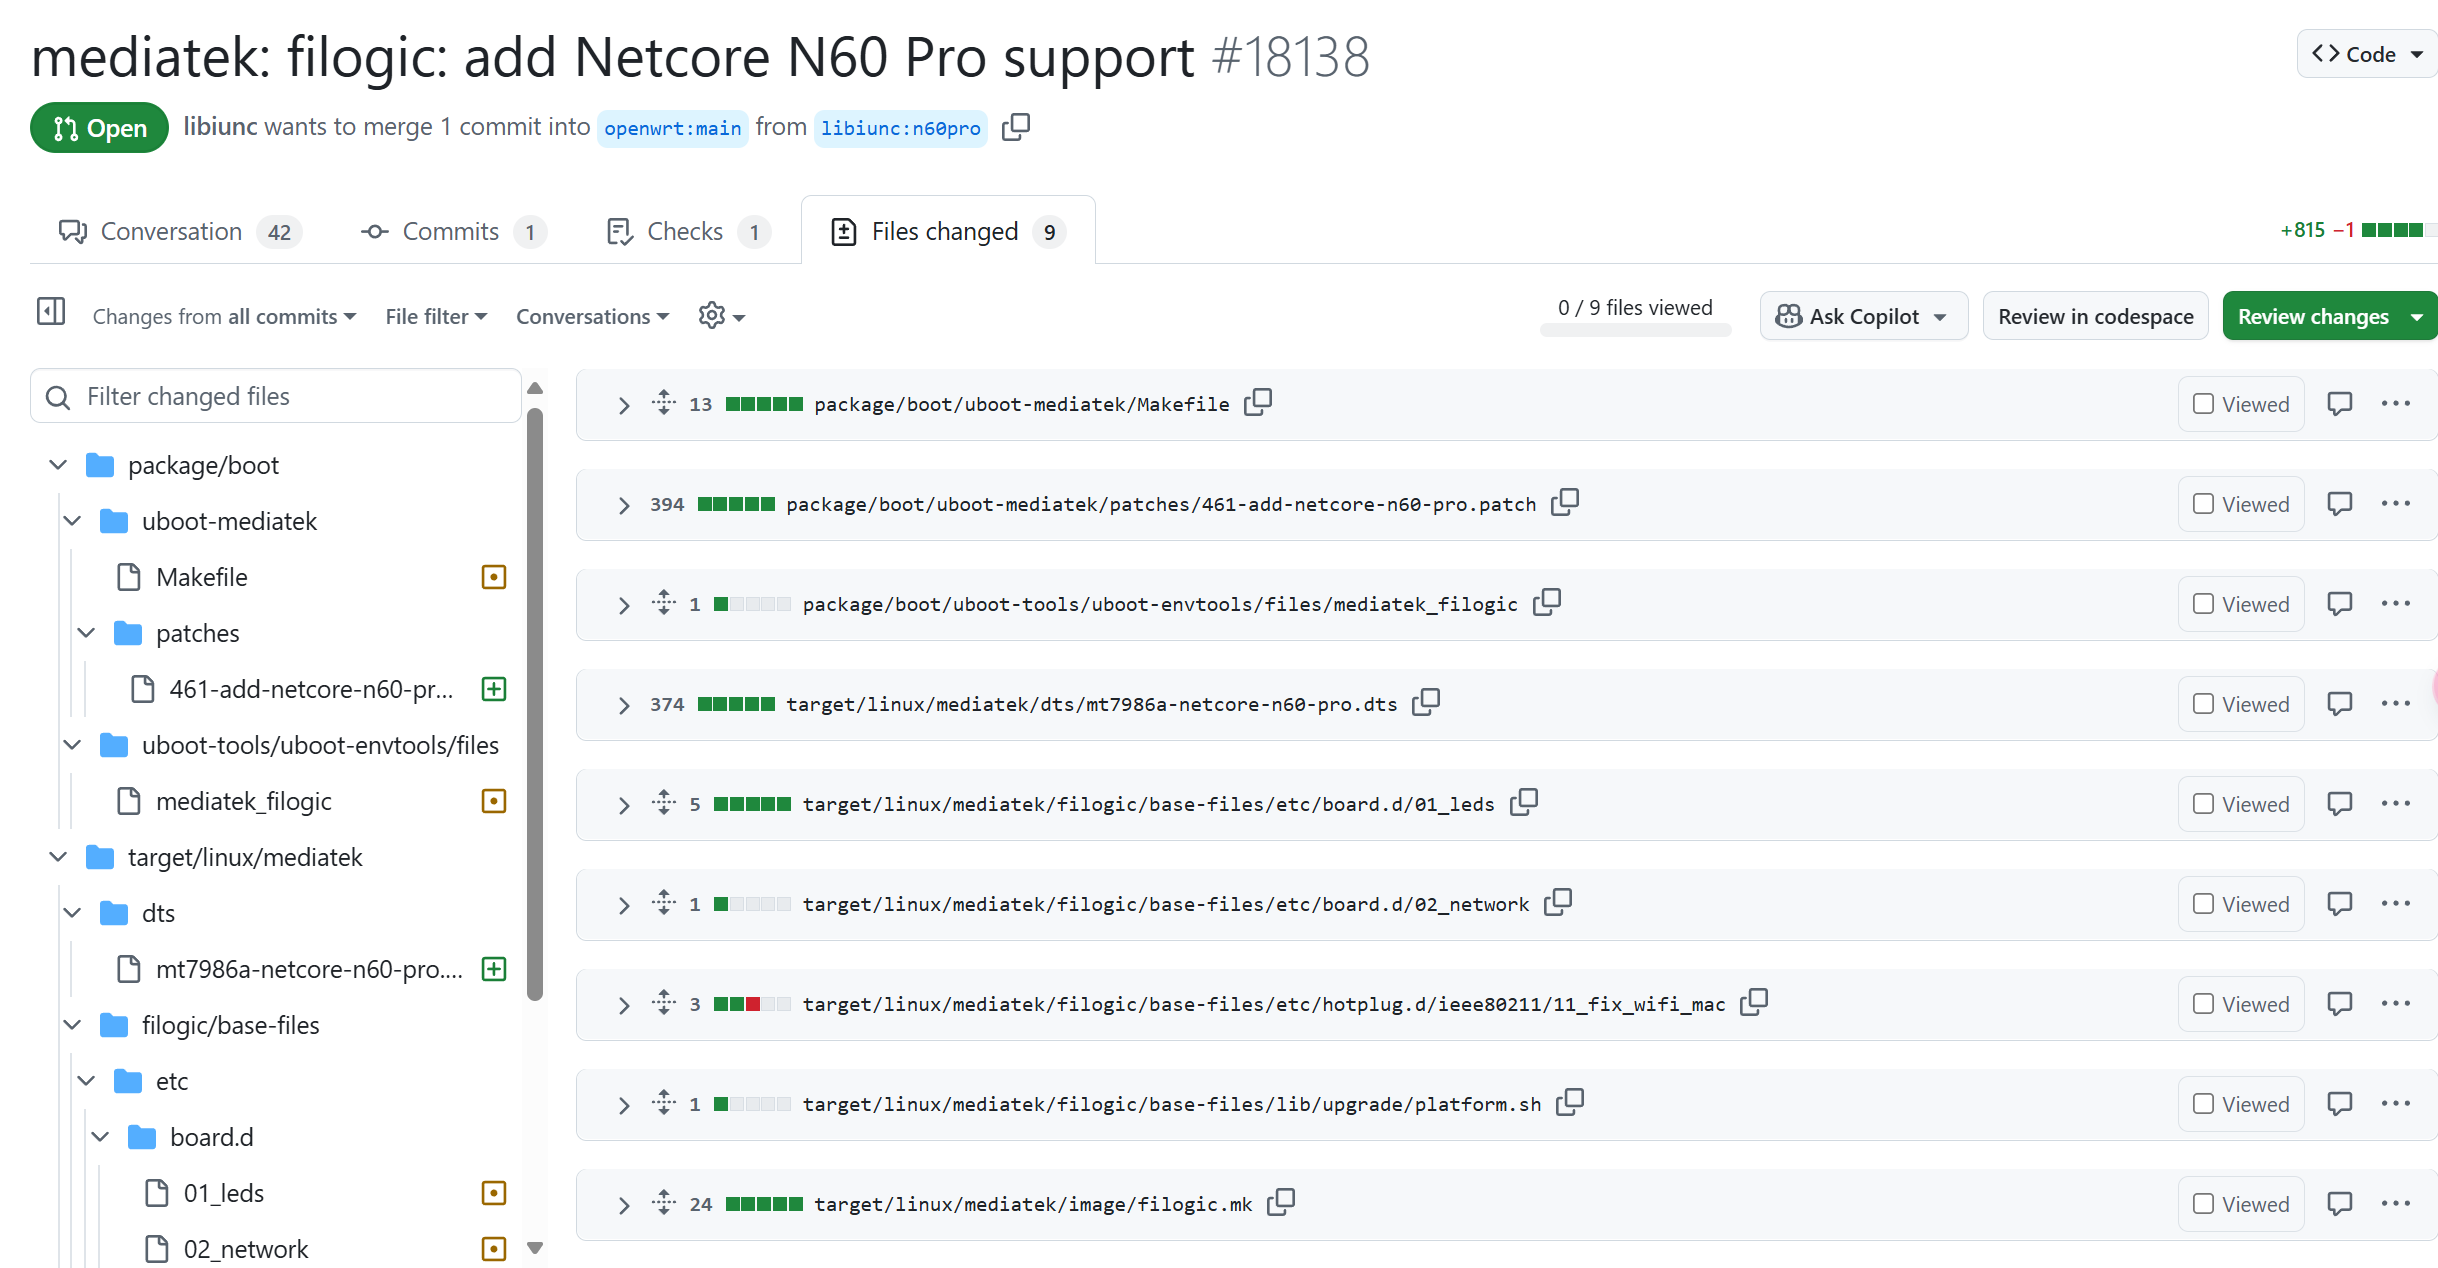 mediatek: filogic: add Netcore N60 Pro support #18138
Code
Open
libiunc wants to merge 1 commit into openwrt:main from libiunc:n60pro
Conversation 42
Commits 1
Checks 1
Files changed 9
+815 −1
Changes from all commits
File filter
Conversations
0 / 9 files viewed
Ask Copilot
Review in codespace
Review changes
Filter changed files
package/boot
uboot-mediatek
Makefile
patches
461-add-netcore-n60-pr...
uboot-tools/uboot-envtools/files
mediatek_filogic
target/linux/mediatek
dts
mt7986a-netcore-n60-pro....
filogic/base-files
etc
board.d
01_leds
02_network
13 package/boot/uboot-mediatek/Makefile Viewed
394 package/boot/uboot-mediatek/patches/461-add-netcore-n60-pro.patch Viewed
1 package/boot/uboot-tools/uboot-envtools/files/mediatek_filogic Viewed
374 target/linux/mediatek/dts/mt7986a-netcore-n60-pro.dts Viewed
5 target/linux/mediatek/filogic/base-files/etc/board.d/01_leds Viewed
1 target/linux/mediatek/filogic/base-files/etc/board.d/02_network Viewed
3 target/linux/mediatek/filogic/base-files/etc/hotplug.d/ieee80211/11_fix_wifi_mac Viewed
1 target/linux/mediatek/filogic/base-files/lib/upgrade/platform.sh Viewed
24 target/linux/mediatek/image/filogic.mk Viewed